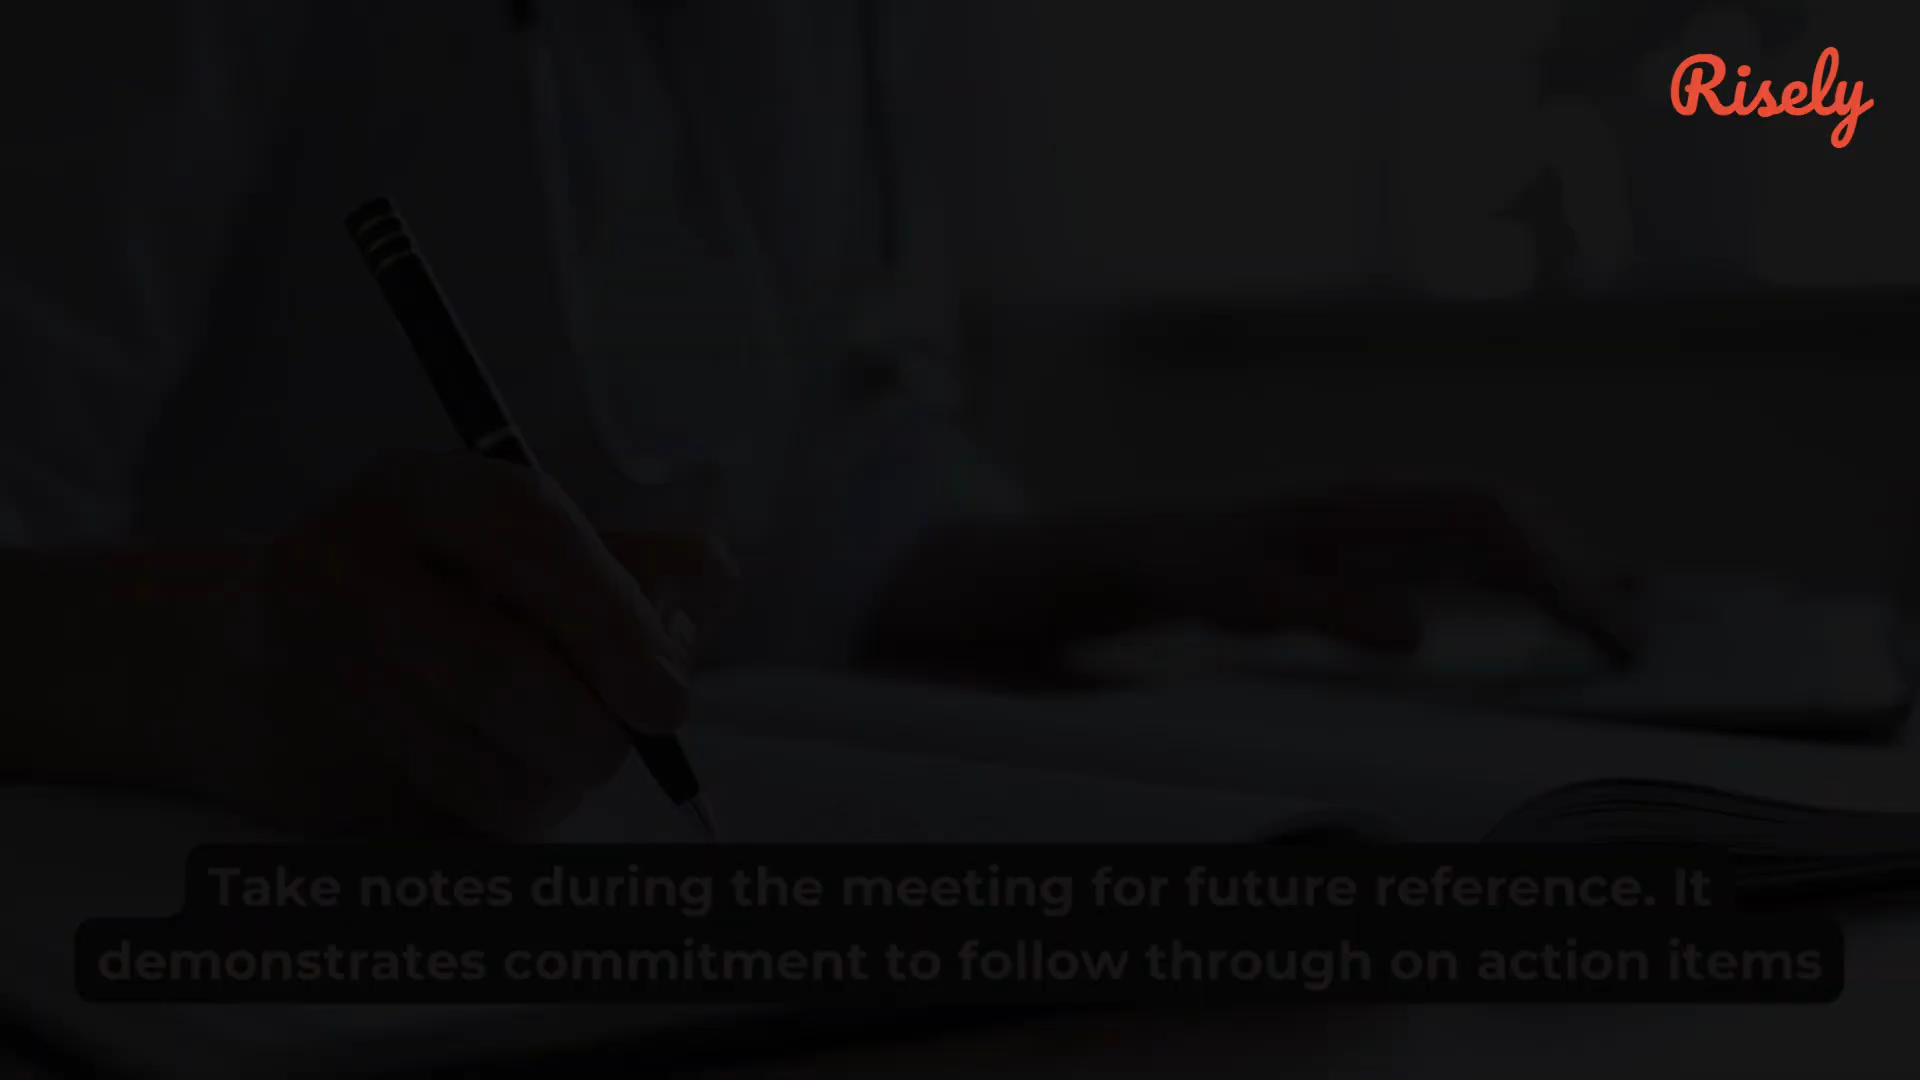 Risely
Take notes during the meeting for future reference. It
demonstrates commitment to follow through on action items